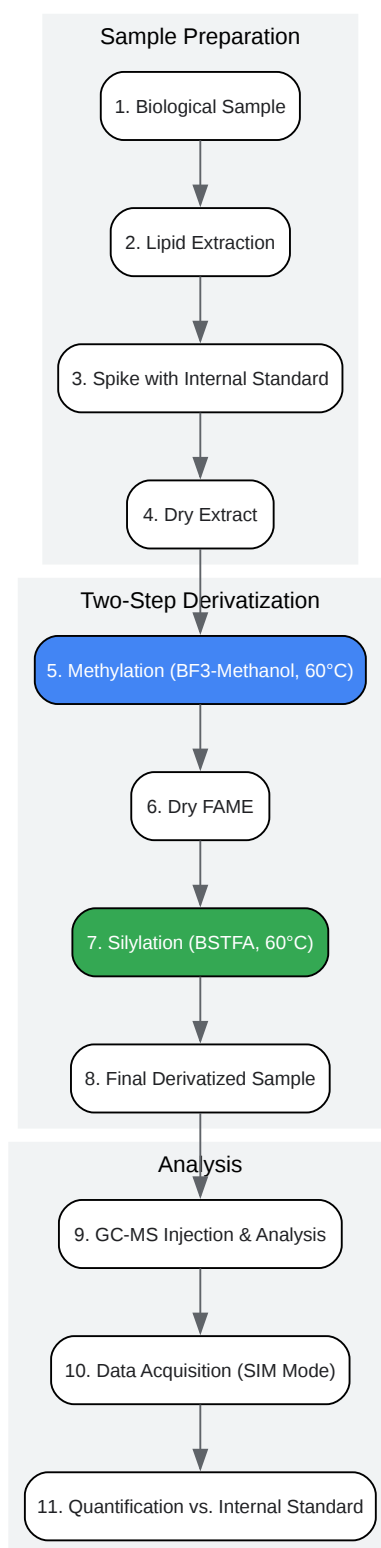 Sample Preparation
1. Biological Sample
2. Lipid Extraction
3. Spike with Internal Standard
4. Dry Extract
Two-Step Derivatization
5. Methylation (BF3-Methanol, 60°C)
6. Dry FAME
7. Silylation (BSTFA, 60°C)
8. Final Derivatized Sample
Analysis
9. GC-MS Injection & Analysis
10. Data Acquisition (SIM Mode)
11. Quantification vs. Internal Standard